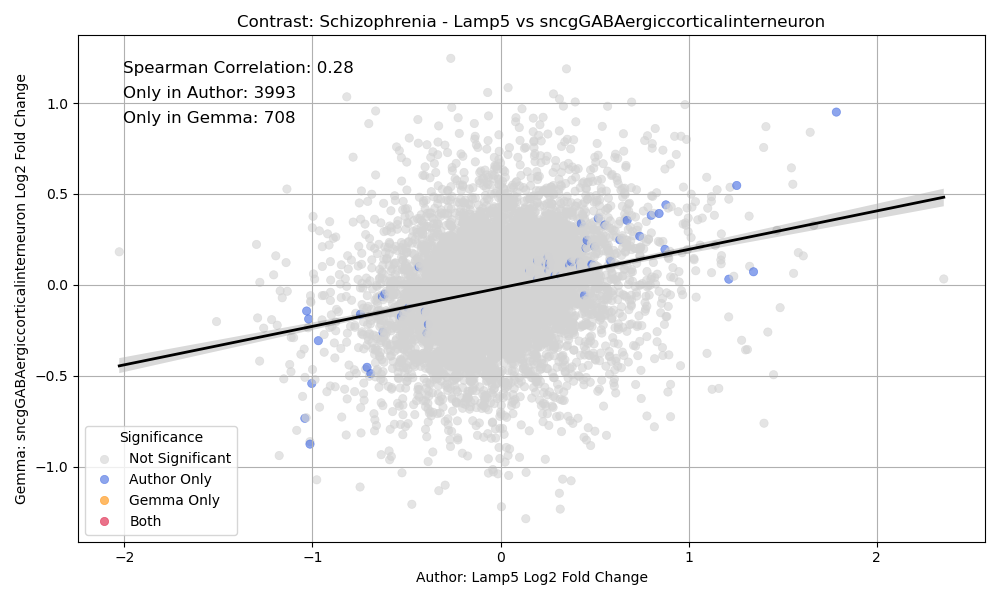 Contrast: Schizophrenia - Lamp5 vs sncgGABAergiccorticalinterneuron
Spearman Correlation: 0.28
Only in Author: 3993
Only in Gemma: 708
Gemma: sncgGABAergiccorticalinterneuron Log2 Fold Change
1.0
0.5
0.0
−0.5
−1.0
Significance
Not Significant
Author Only
Gemma Only
Both
−2
−1
0
1
2
Author: Lamp5 Log2 Fold Change